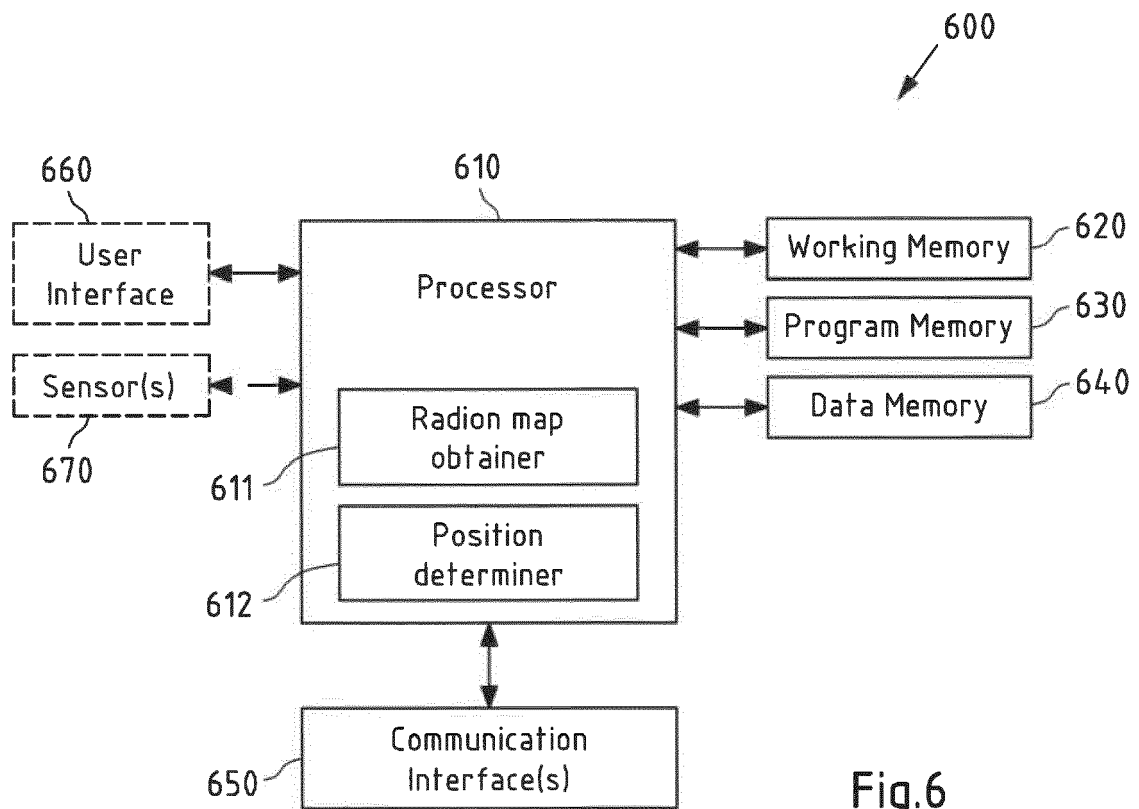 600
660
610
User
Interface
Processor
Working Memory
620
Program Memory
630
Sensor(s)
670
Data Memory
640
Radion map
obtainer
611
Position
determiner
612
Communication
Interface(s)
650
Fig.6